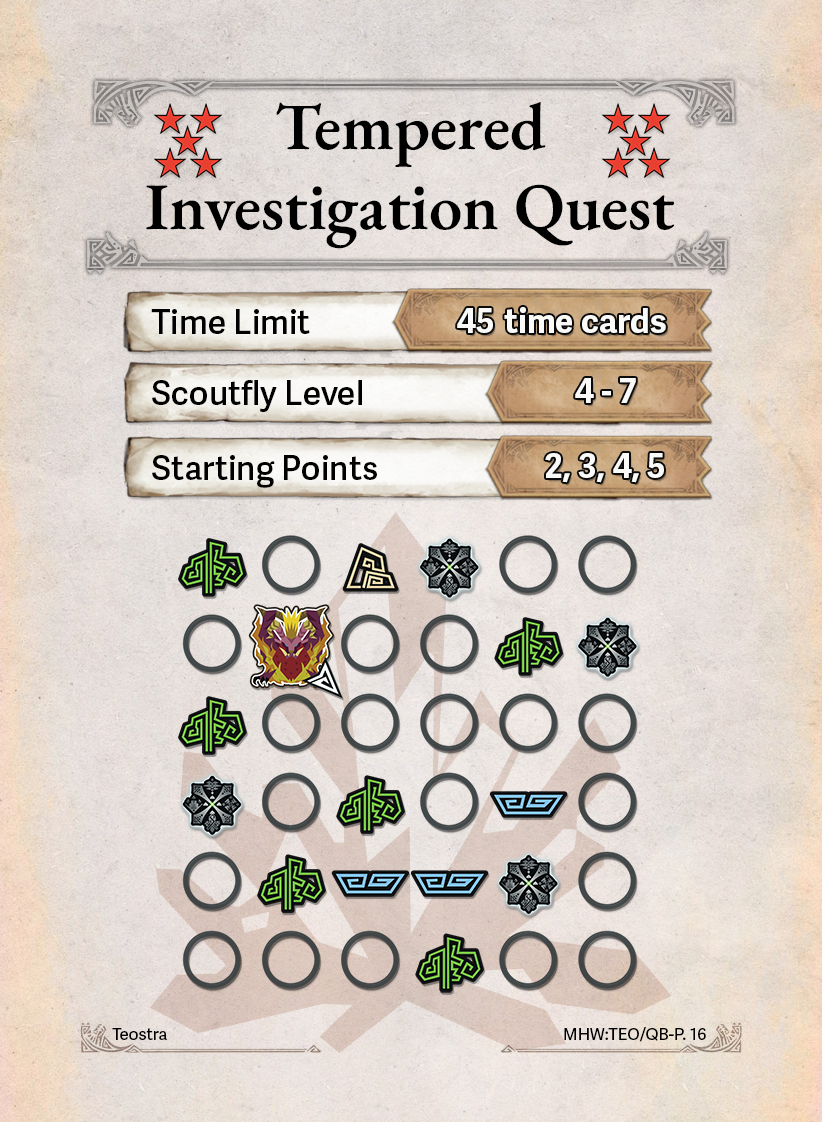 Tempered
Investigation Quest
Time Limit
45 time cards
Scoutfly Level
4 - 7
Starting Points
2, 3, 4, 5
Teostra
MHW:TEO/QB-P. 16